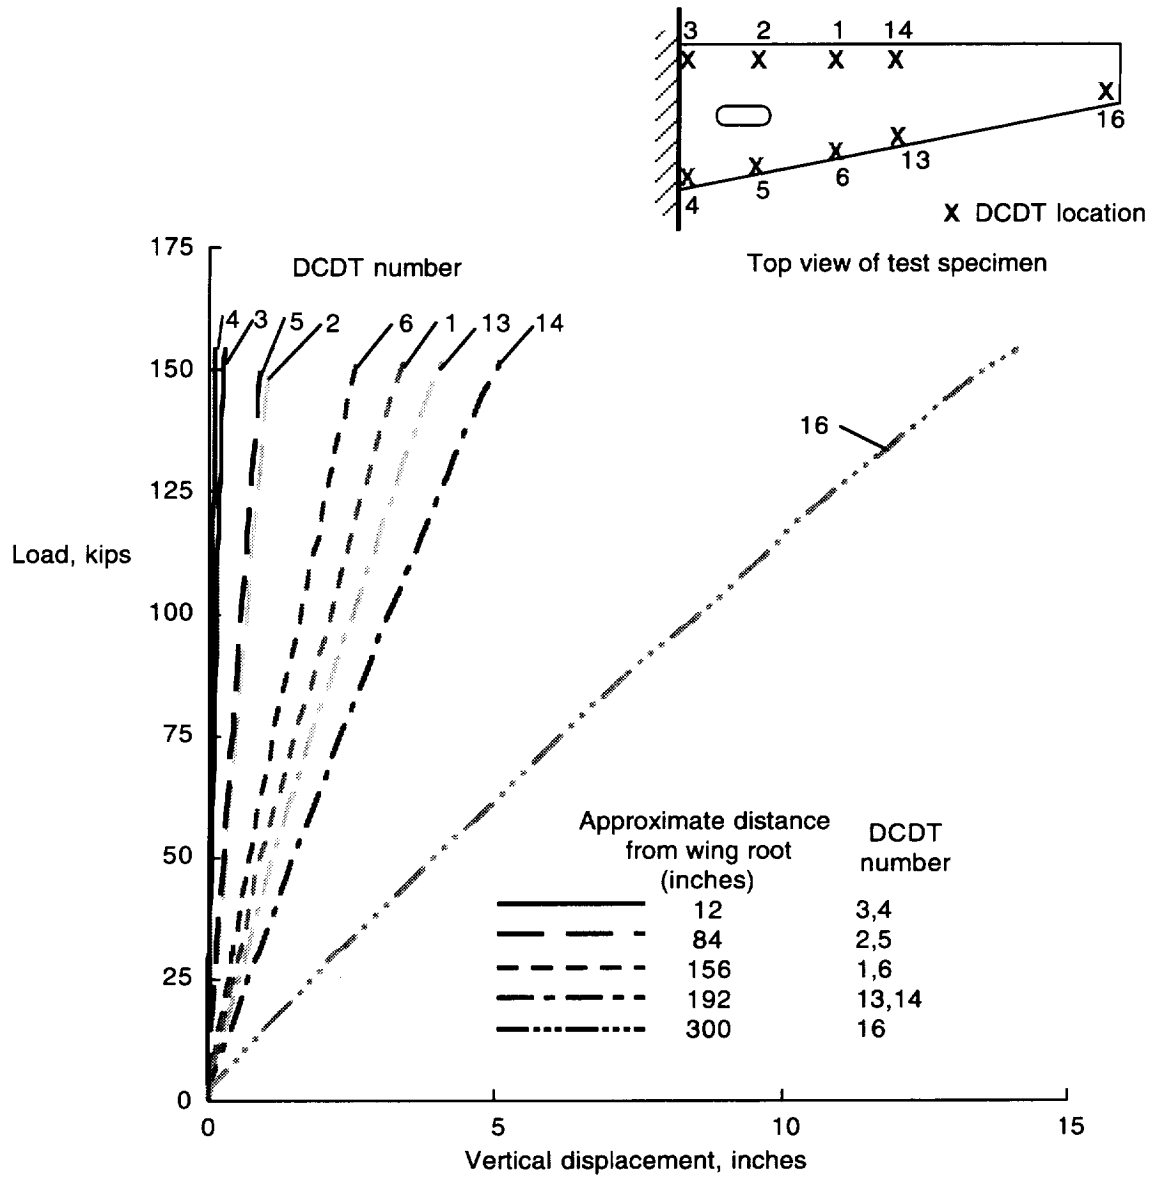 3 2 1 14
16
13
6
5
4
X DCDT location
Top view of test specimen
175
DCDT number
4 3 5 2 6 1 13 14
150
16
125
Load, kips
100
75
50
25
0
Approximate distance
from wing root
(inches)
DCDT
number
12 3,4
84 2,5
156 1,6
192 13,14
300 16
0 5 10 15
Vertical displacement, inches